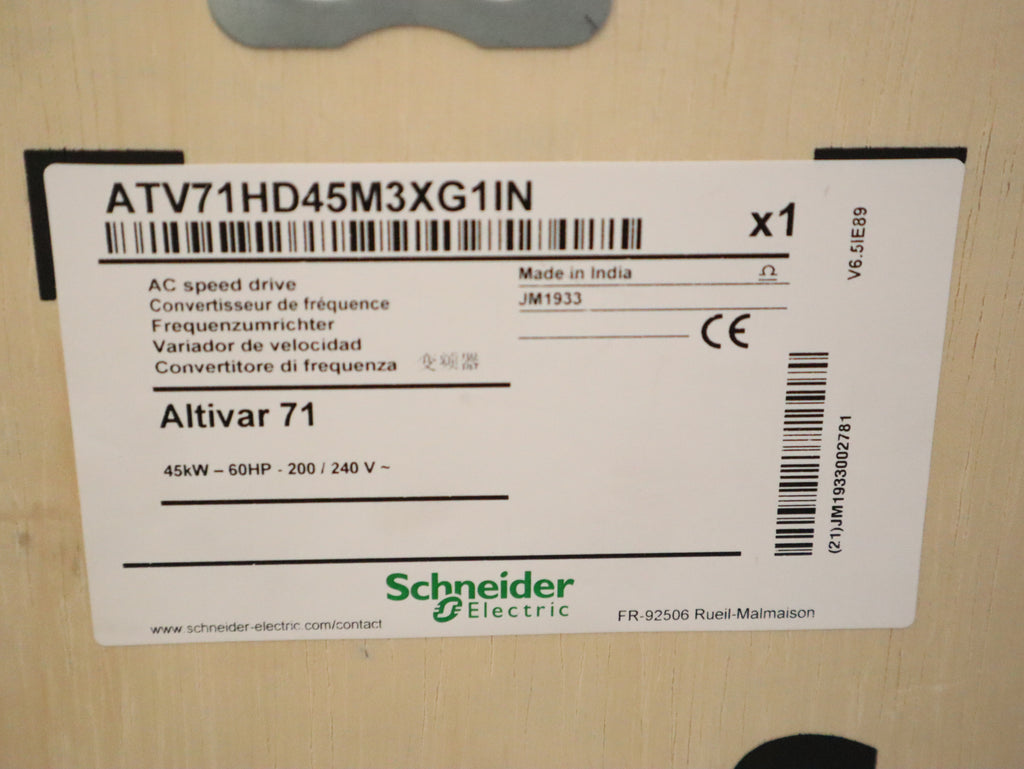 ATV71HD45M3XG1IN
x1
V6.5IE89
AC speed drive
Convertisseur de fréquence
Frequenzumrichter
Variador de velocidad
Convertitore di frequenza 变频器
Made in India
JM1933
CE
Altivar 71
45kW – 60HP - 200 / 240 V ~
(21)JM1933002781
Schneider
Electric
www.schneider-electric.com/contact
FR-92506 Rueil-Malmaison